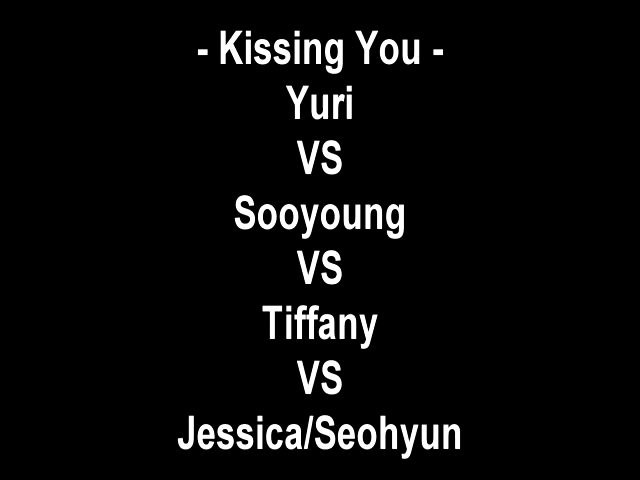 - Kissing You -
Yuri
VS
Sooyoung
VS
Tiffany
VS
Jessica/Seohyun